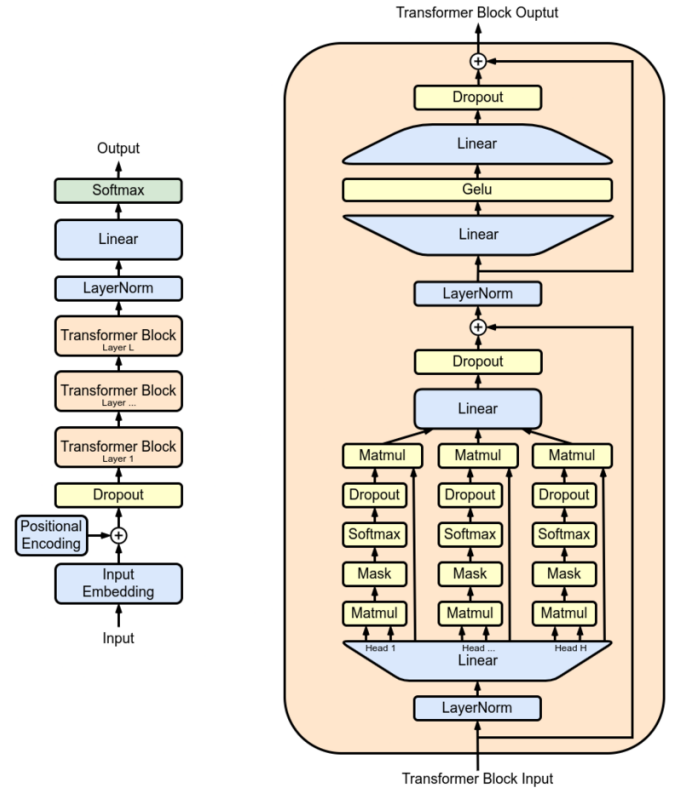 Output
Softmax
Linear
LayerNorm
Transformer Block
Layer L
Transformer Block
Layer ...
Transformer Block
Layer 1
Dropout
Positional
Encoding
+
Input
Embedding
Input
Transformer Block Ouptut
+
Dropout
Linear
Gelu
Linear
LayerNorm
+
Dropout
Linear
Matmul Matmul Matmul
Dropout Dropout Dropout
Softmax Softmax Softmax
Mask Mask Mask
Matmul Matmul Matmul
Head 1 Head ... Head H
Linear
LayerNorm
Transformer Block Input